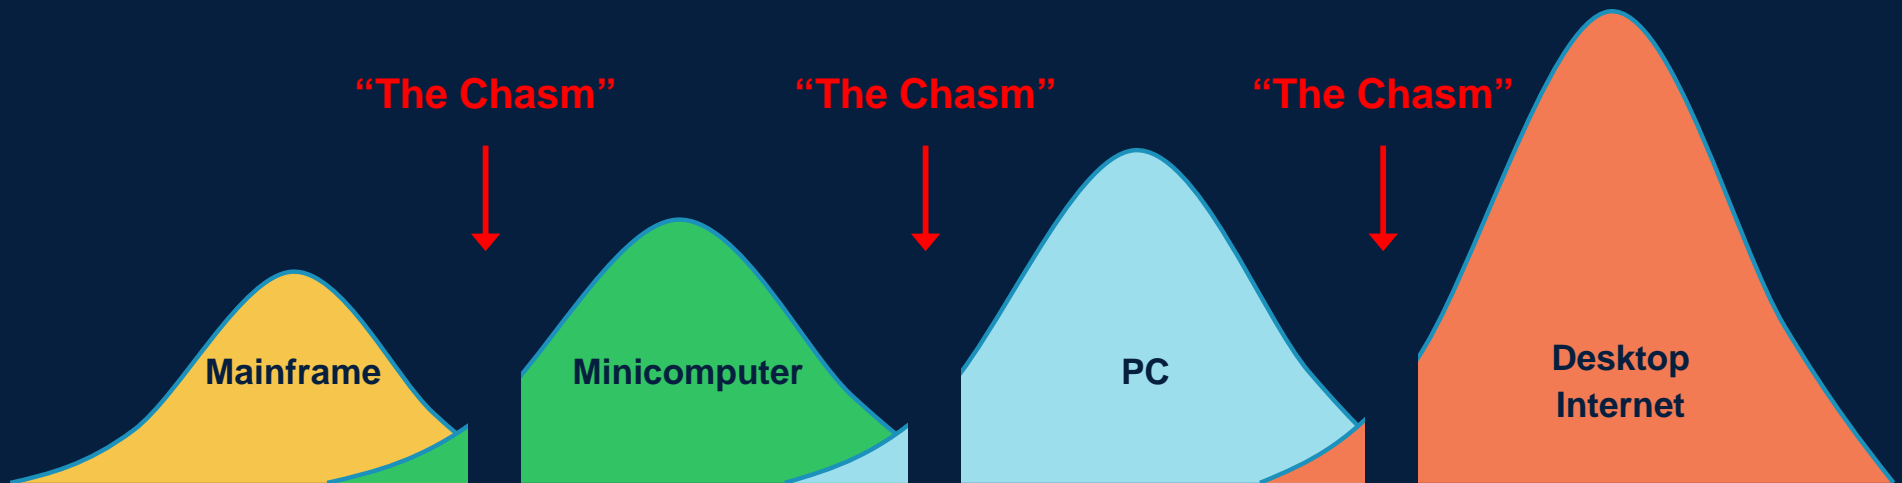 “The Chasm”
“The Chasm”
“The Chasm”
Mainframe
Minicomputer
PC
Desktop
Internet